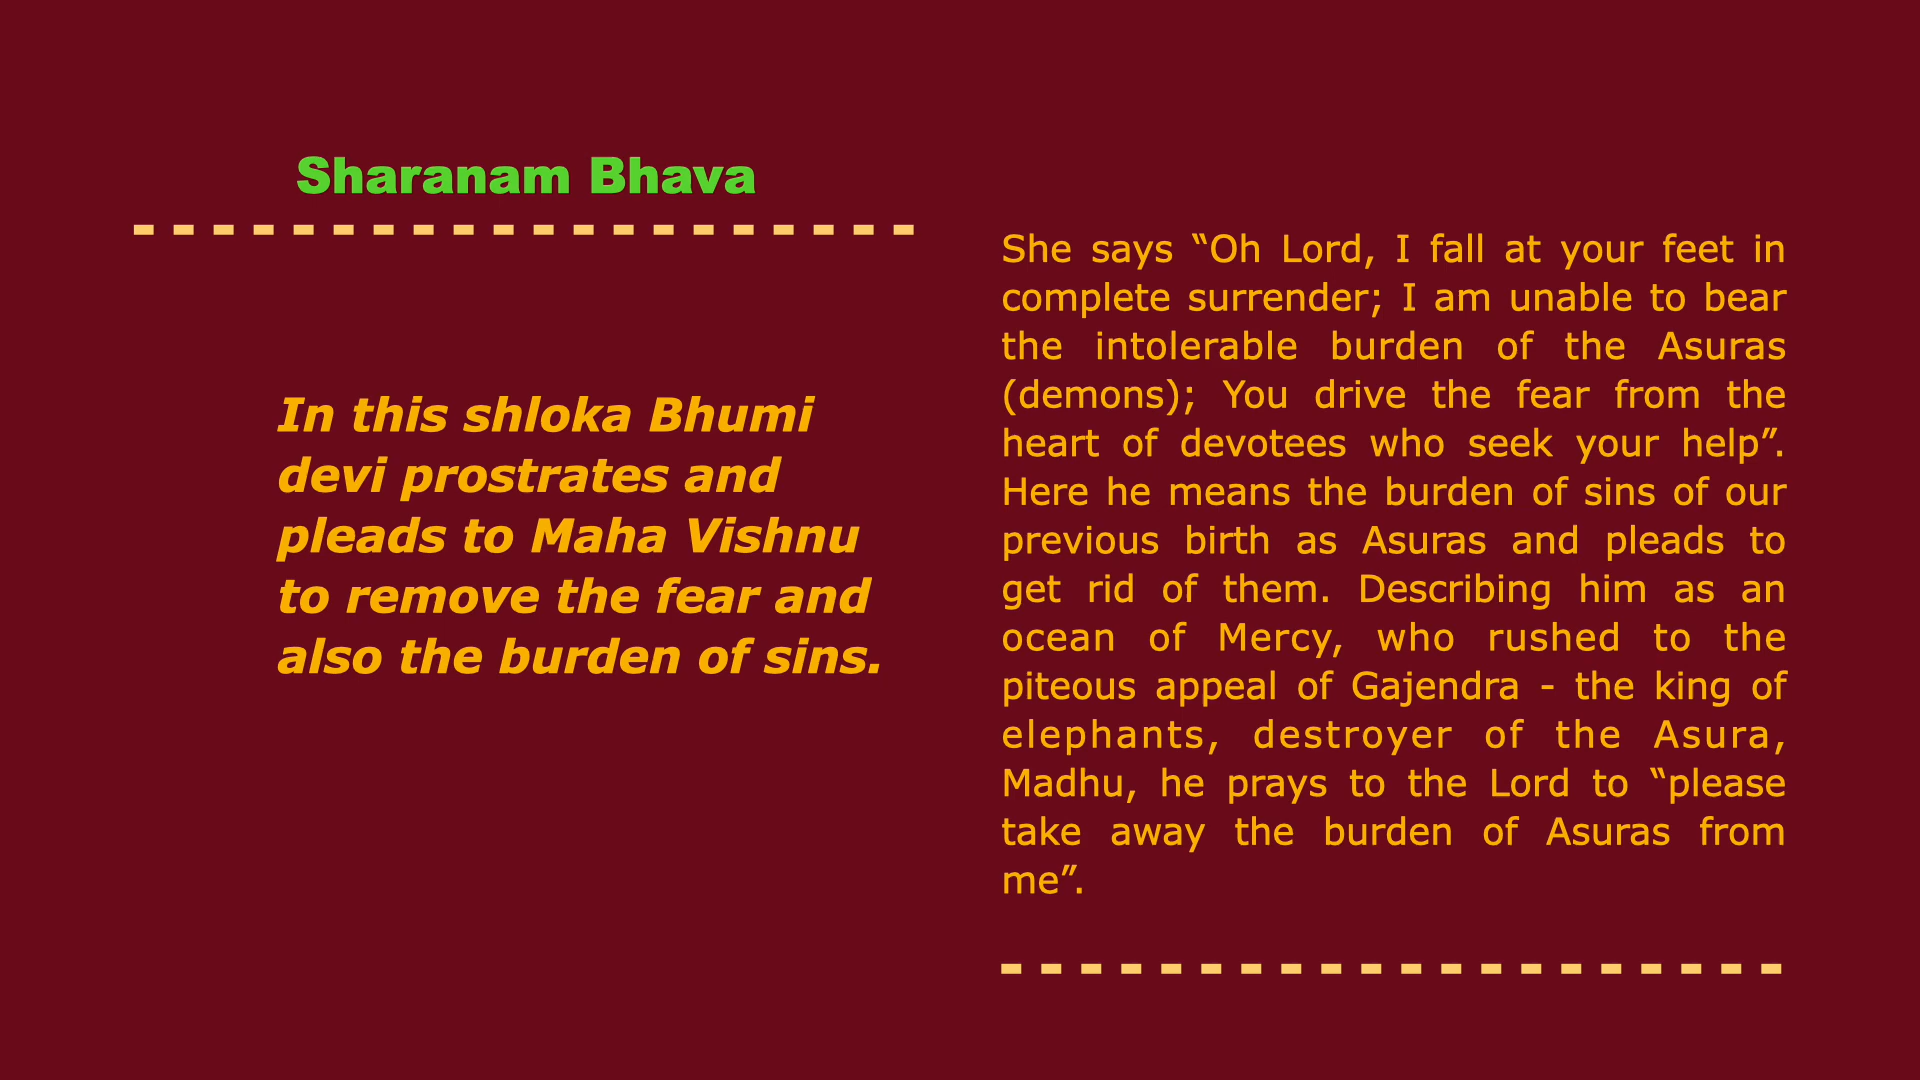 Sharanam Bhava
In this shloka Bhumi
devi prostrates and
pleads to Maha Vishnu
to remove the fear and
also the burden of sins.
She says “Oh Lord, I fall at your feet in
complete surrender; I am unable to bear
the intolerable burden of the Asuras
(demons); You drive the fear from the
heart of devotees who seek your help”.
Here he means the burden of sins of our
previous birth as Asuras and pleads to
get rid of them. Describing him as an
ocean of Mercy, who rushed to the
piteous appeal of Gajendra - the king of
elephants, destroyer of the Asura,
Madhu, he prays to the Lord to “please
take away the burden of Asuras from
me”.